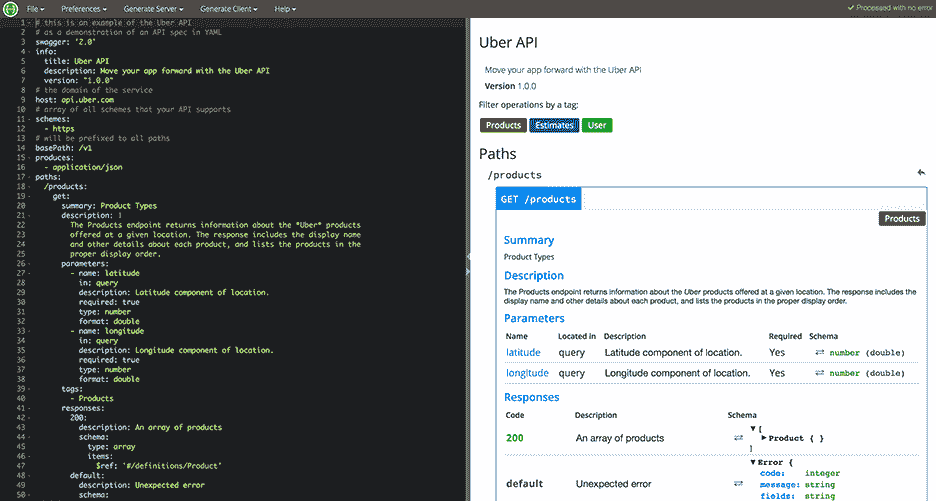 File Preferences Generate Server Generate Client Help Processed with no error
1 # this is an example of the Uber API
2 # as a demonstration of an API spec in YAML
3 swagger: '2.0'
4 info:
5 title: Uber API
6 description: Move your app forward with the Uber API
7 version: "1.0.0"
8 # the domain of the service
9 host: api.uber.com
10 # array of all schemes that your API supports
11 schemes:
12 - https
13 # will be prefixed to all paths
14 basePath: /v1
15 produces:
16 - application/json
17 paths:
18 /products:
19 get:
20 summary: Product Types
21 description: |
22 The Products endpoint returns information about the *Uber* products
23 offered at a given location. The response includes the display name
24 and other details about each product, and lists the products in the
25 proper display order.
26 parameters:
27 - name: latitude
28 in: query
29 description: Latitude component of location.
30 required: true
31 type: number
32 format: double
33 - name: longitude
34 in: query
35 description: Longitude component of location.
36 required: true
37 type: number
38 format: double
39 tags:
40 - Products
41 responses:
42 200:
43 description: An array of products
44 schema:
45 type: array
46 items:
47 $ref: '#/definitions/Product'
48 default:
49 description: Unexpected error
50 schema:
Uber API
Move your app forward with the Uber API
Version 1.0.0
Filter operations by a tag:
Products Estimates User
Paths
/products
GET /products
Products
Summary
Product Types
Description
The Products endpoint returns information about the Uber products offered at a given location. The response includes the
display name and other details about each product, and lists the products in the proper display order.
Parameters
Name Located in Description Required Schema
latitude query Latitude component of location. Yes ⇄ number (double)
longitude query Longitude component of location. Yes ⇄ number (double)
Responses
Code Description Schema
200 An array of products ⇄ ▼[
▶Product { }
]
default Unexpected error ⇄ ▼Error {
code: integer
message: string
fields: string